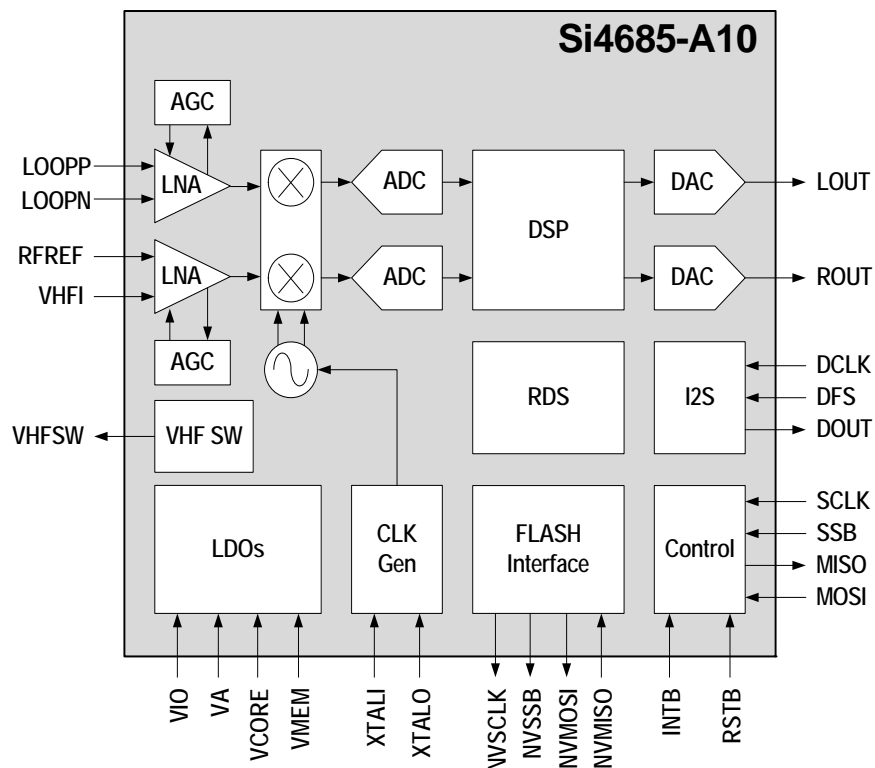 Si4685-A10
AGC
LOOPP
LOOPN
LNA
ADC
DSP
DAC
LOUT
RFREF
VHFI
LNA
ADC
DAC
ROUT
AGC
RDS
I2S
DCLK
DFS
DOUT
VHFSW
VHF SW
LDOs
CLK
Gen
FLASH
Interface
Control
SCLK
SSB
MISO
MOSI
VIO
VA
VCORE
VMEM
XTALI
XTALO
NVSCLK
NVSSB
NVMOSI
NVMISO
INTB
RSTB